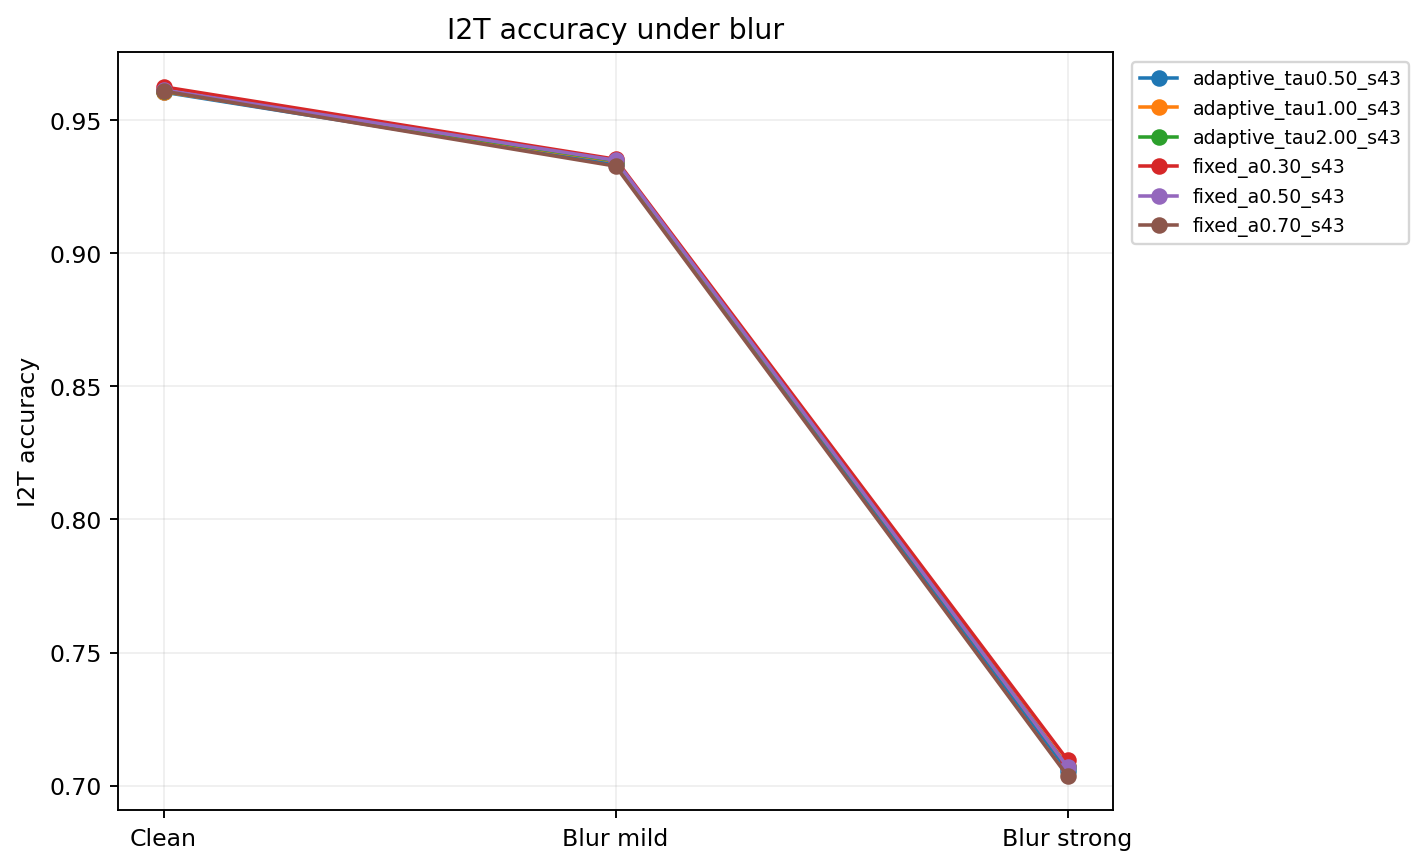 I2T accuracy under blur
I2T accuracy
0.95
0.90
0.85
0.80
0.75
0.70
Clean
Blur mild
Blur strong
adaptive_tau0.50_s43
adaptive_tau1.00_s43
adaptive_tau2.00_s43
fixed_a0.30_s43
fixed_a0.50_s43
fixed_a0.70_s43